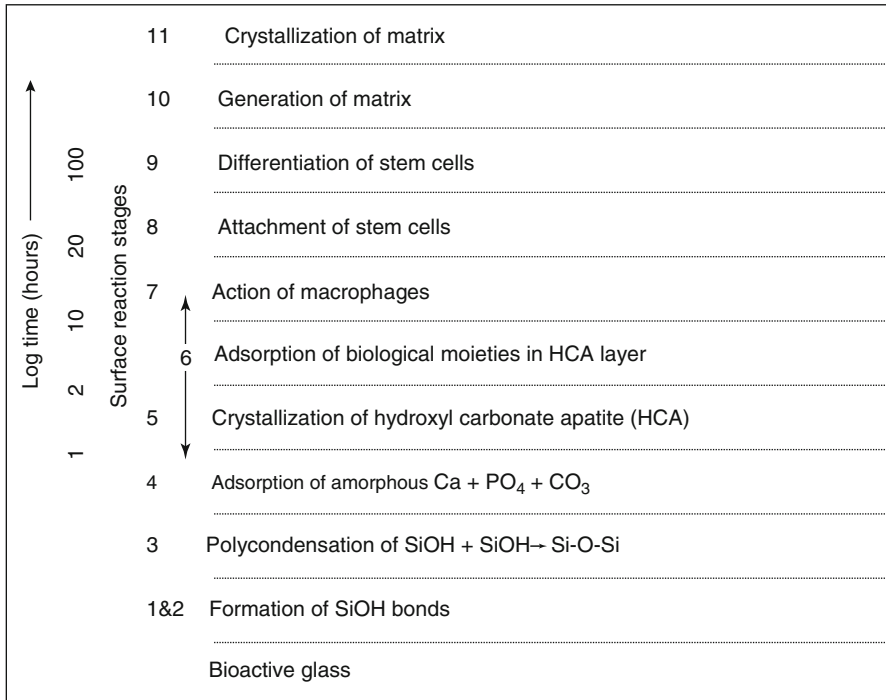 11 Crystallization of matrix
10 Generation of matrix
9 Differentiation of stem cells
8 Attachment of stem cells
7 Action of macrophages
6 Adsorption of biological moieties in HCA layer
5 Crystallization of hydroxyl carbonate apatite (HCA)
4 Adsorption of amorphous Ca + PO₄ + CO₃
3 Polycondensation of SiOH + SiOH→ Si-O-Si
1&2 Formation of SiOH bonds
Bioactive glass
Log time (hours)
1 2 10 20 100
Surface reaction stages